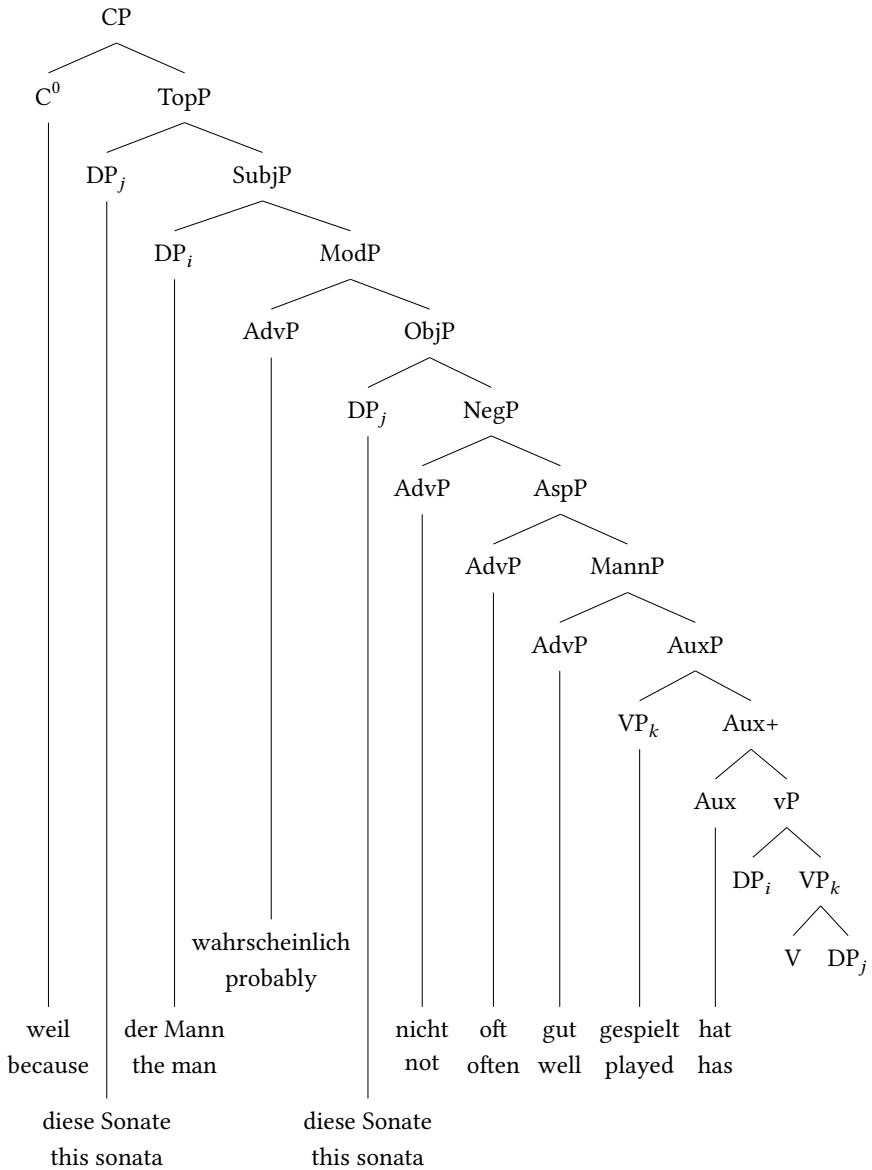 CP
C⁰ TopP
DPⱼ SubjP
DPᵢ ModP
AdvP ObjP
DPⱼ NegP
AdvP AspP
AdvP MannP
AdvP AuxP
VPₖ Aux+
Aux vP
DPᵢ VPₖ
wahrscheinlich
V DPⱼ
probably
weil der Mann nicht oft gut gespielt hat
because the man not often well played has
diese Sonate diese Sonate
this sonata this sonata